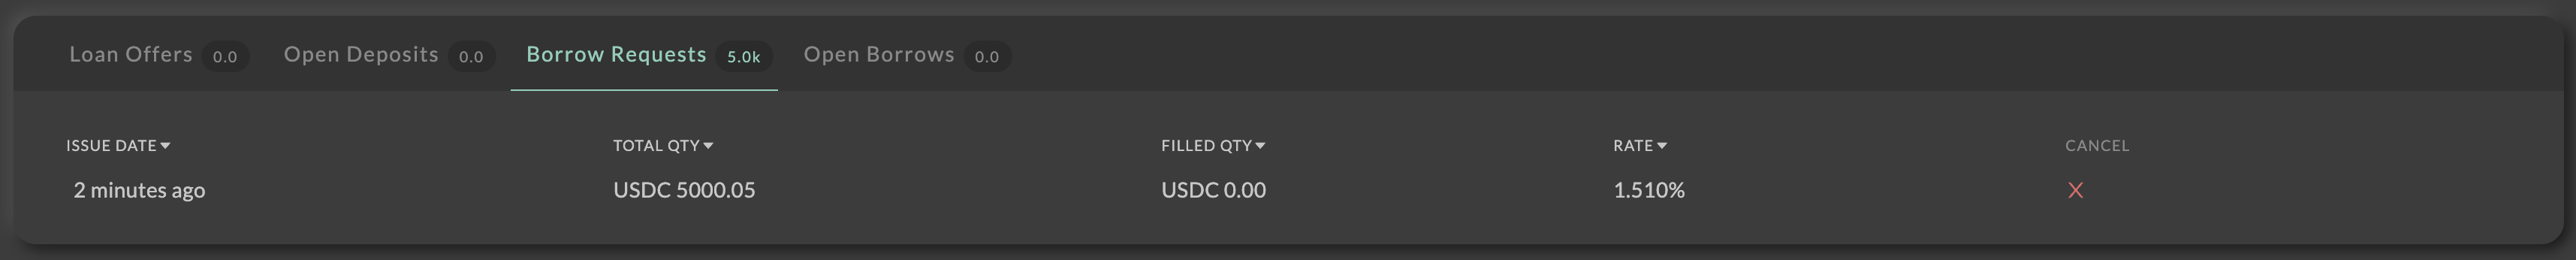 Loan Offers 0.0 Open Deposits 0.0 Borrow Requests 5.0k Open Borrows 0.0
ISSUE DATE TOTAL QTY FILLED QTY RATE CANCEL
2 minutes ago USDC 5000.05 USDC 0.00 1.510% X